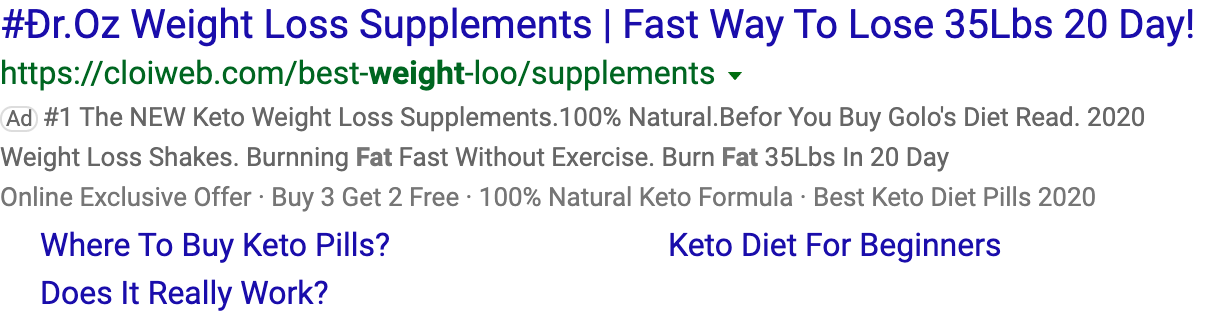 #Đr.Oz Weight Loss Supplements | Fast Way To Lose 35Lbs 20 Day!
https://cloiweb.com/best-weight-loo/supplements
Ad #1 The NEW Keto Weight Loss Supplements.100% Natural.Befor You Buy Golo's Diet Read. 2020
Weight Loss Shakes. Burnning Fat Fast Without Exercise. Burn Fat 35Lbs In 20 Day
Online Exclusive Offer · Buy 3 Get 2 Free · 100% Natural Keto Formula · Best Keto Diet Pills 2020
Where To Buy Keto Pills? Keto Diet For Beginners
Does It Really Work?